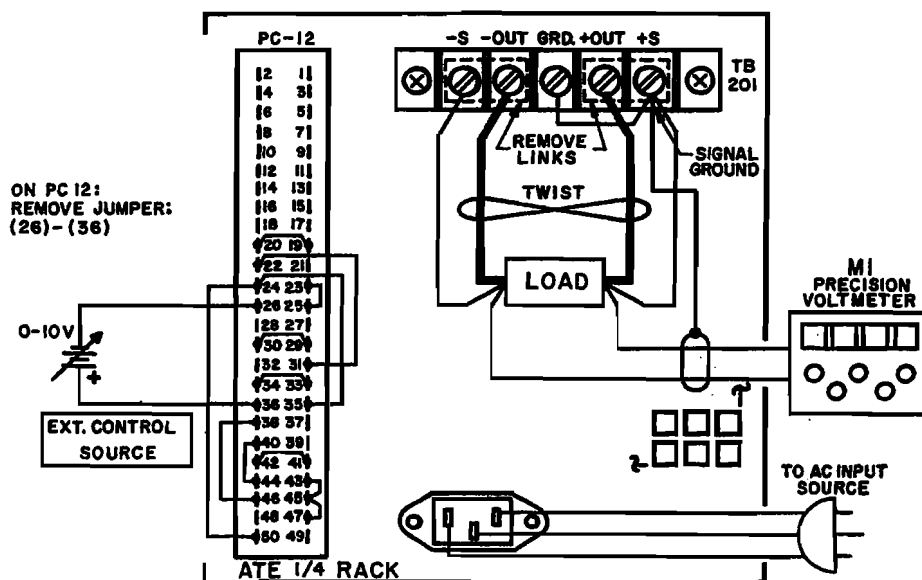 PC-12
-S -OUT GRD. +OUT +S
TB
201
2 1
4 3
6 5
8 7
10 9
12 11
14 13
16 15
18 17
20 19
22 21
24 23
26 25
28 27
30 29
32 31
34 33
36 35
36 37
40 39
42 41
44 43
46 45
48 47
50 49
REMOVE
LINKS
SIGNAL
GROUND
ON PC 12:
REMOVE JUMPER:
(26)-(36)
TWIST
LOAD
M1
PRECISION
VOLTMETER
0-10V
+
EXT. CONTROL
SOURCE
TO AC INPUT
SOURCE
ATE 1/4 RACK